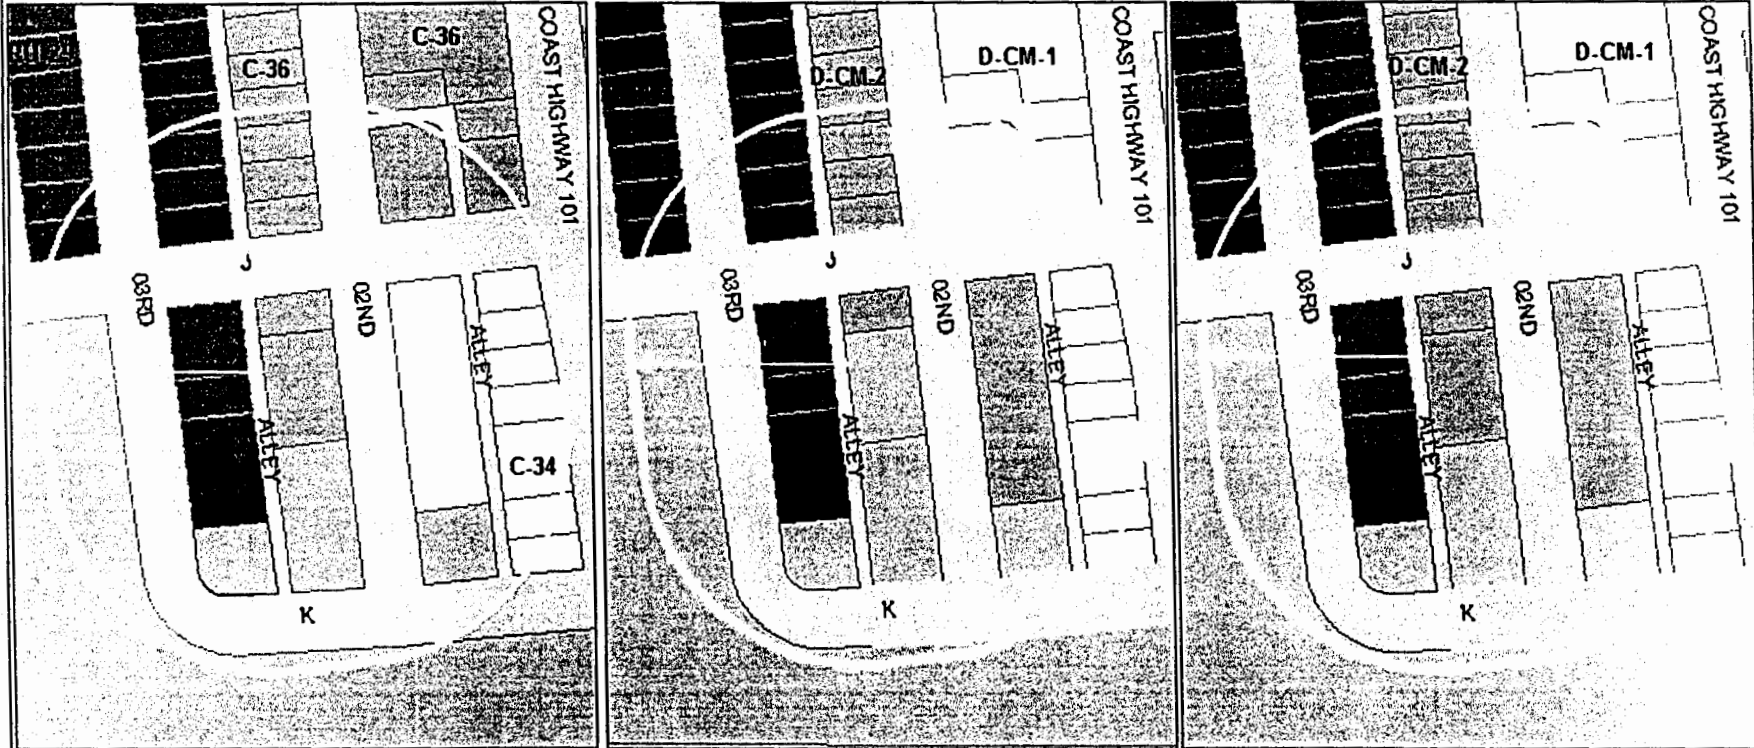 C-36
C-36
COAST HIGHWAY 101
J
03RD
02ND
ALLEY
ALLEY
C-34
K
D-CM-2
D-CM-1
COAST HIGHWAY 101
J
03RD
02ND
ALLEY
ALLEY
K
D-CM-2
D-CM-1
COAST HIGHWAY 101
J
03RD
02ND
ALLEY
ALLEY
K